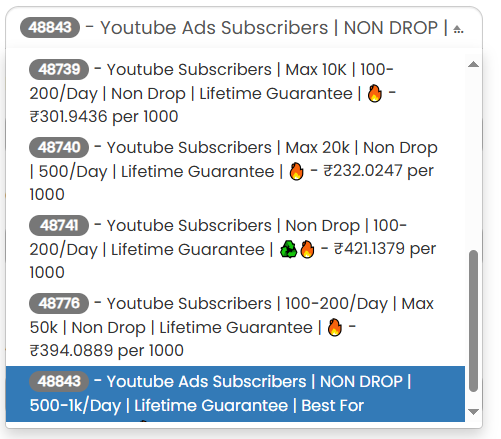 48843 - Youtube Ads Subscribers | NON DROP |
48739 - Youtube Subscribers | Max 10K | 100-
200/Day | Non Drop | Lifetime Guarantee | 🔥 -
₹301.9436 per 1000
48740 - Youtube Subscribers | Max 20k | Non Drop
| 500/Day | Lifetime Guarantee | 🔥 - ₹232.0247 per
1000
48741 - Youtube Subscribers | Non Drop | 100-
200/Day | Lifetime Guarantee | ♻🔥 - ₹421.1379 per
1000
48776 - Youtube Subscribers | 100-200/Day | Max
50k | Non Drop | Lifetime Guarantee | 🔥 -
₹394.0889 per 1000
48843 - Youtube Ads Subscribers | NON DROP |
500-1k/Day | Lifetime Guarantee | Best For